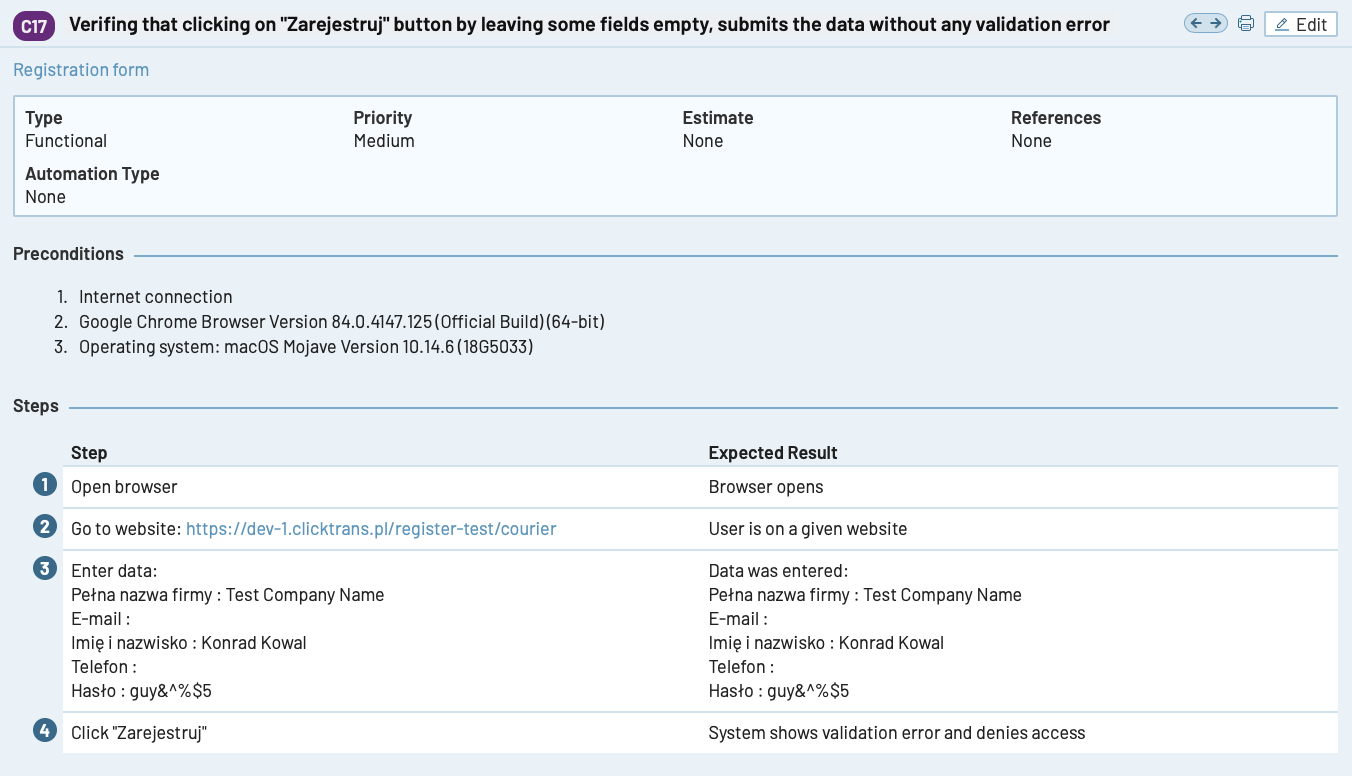 C17 Verifing that clicking on "Zarejestruj" button by leaving some fields empty, submits the data without any validation error Edit
Registration form
Type Priority Estimate References
Functional Medium None None
Automation Type
None
Preconditions
1. Internet connection
2. Google Chrome Browser Version 84.0.4147.125 (Official Build) (64-bit)
3. Operating system: macOS Mojave Version 10.14.6 (18G5033)
Steps
Step Expected Result
1 Open browser Browser opens
2 Go to website: https://dev-1.clicktrans.pl/register-test/courier User is on a given website
3 Enter data: Data was entered:
Pełna nazwa firmy : Test Company Name Pełna nazwa firmy : Test Company Name
E-mail : E-mail :
Imię i nazwisko : Konrad Kowal Imię i nazwisko : Konrad Kowal
Telefon : Telefon :
Hasło : guy&^%$5 Hasło : guy&^%$5
4 Click "Zarejestruj" System shows validation error and denies access